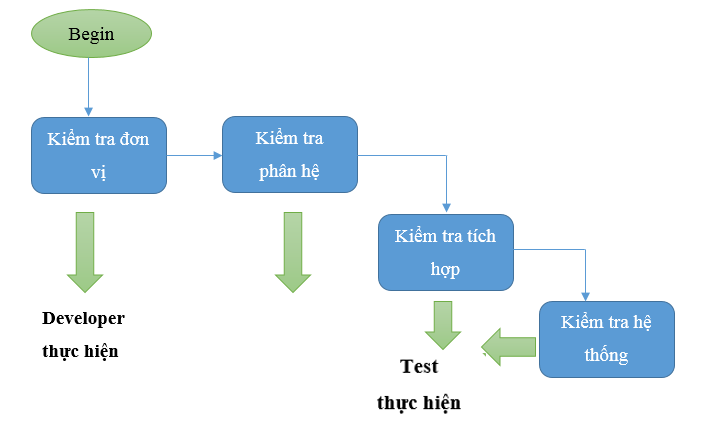 Begin
Kiểm tra đơn
vị
Kiểm tra
phân hệ
Kiểm tra tích
hợp
Kiểm tra hệ
thống
Developer
thực hiện
Test
thực hiện